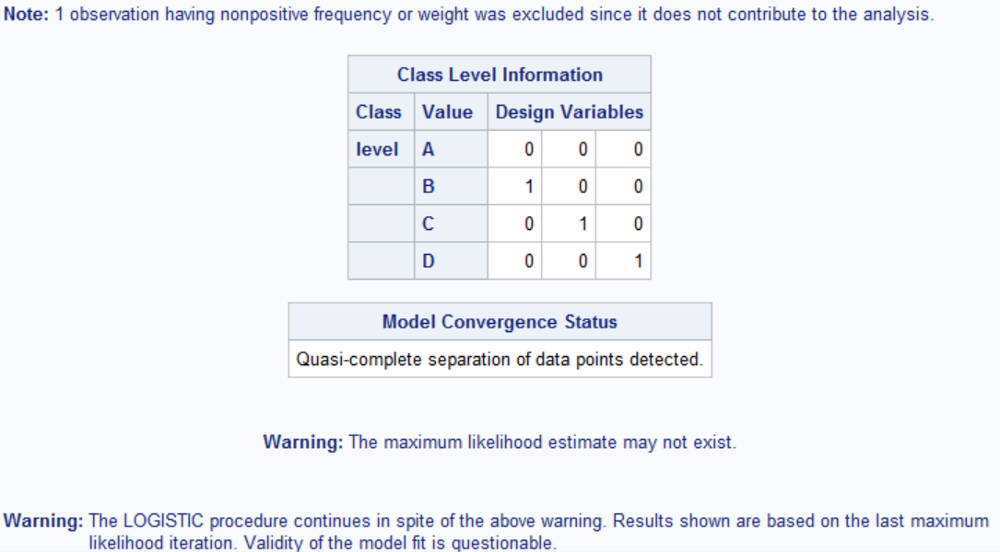 Note: 1 observation having nonpositive frequency or weight was excluded since it does not contribute to the analysis.
Class Level Information
Class Value Design Variables
level A 0 0 0
B 1 0 0
C 0 1 0
D 0 0 1
Model Convergence Status
Quasi-complete separation of data points detected.
Warning: The maximum likelihood estimate may not exist.
Warning: The LOGISTIC procedure continues in spite of the above warning. Results shown are based on the last maximum
likelihood iteration. Validity of the model fit is questionable.